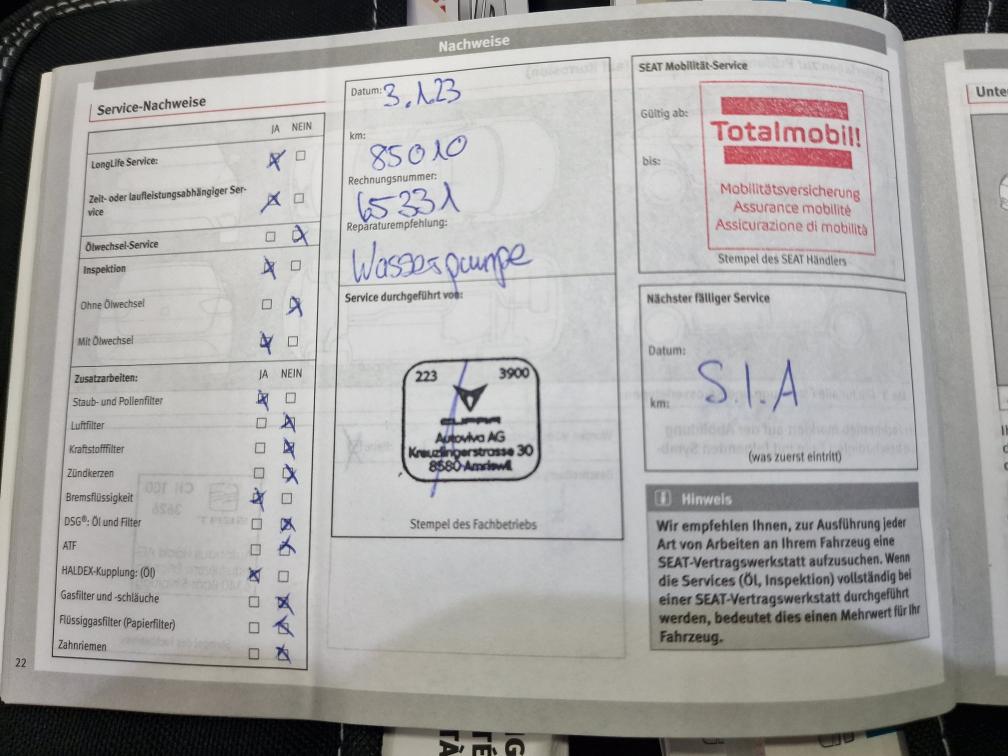 Nachweise
Service-Nachweise
JA NEIN
LongLife Service:
Zeit- oder laufleistungsabhängiger Ser-
vice
Ölwechsel-Service
Inspektion
Ohne Ölwechsel
Mit Ölwechsel
Zusatzarbeiten: JA NEIN
Staub- und Pollenfilter
Luftfilter
Kraftstofffilter
Zündkerzen
Bremsflüssigkeit
DSG®: Öl und Filter
ATF
HALDEX-Kupplung: (Öl)
Gasfilter und -schläuche
Flüssiggasfilter (Papierfilter)
Zahnriemen
22
Datum: 3.1.23
km:
85010
Rechnungsnummer:
65331
Reparaturempfehlung:
Wasserpumpe
Service durchgeführt von:
223 3900
CUPRA
Autoviva AG
Kreuzlingerstrasse 30
8580 Amriswil
Stempel des Fachbetriebs
SEAT Mobilität-Service
Gültig ab:
bis:
Totalmobil!
Mobilitätsversicherung
Assurance mobilité
Assicurazione di mobilità
Stempel des SEAT Händlers
Nächster fälliger Service
Datum:
S.I.A
km:
(was zuerst eintritt)
Hinweis
Wir empfehlen Ihnen, zur Ausführung jeder
Art von Arbeiten an Ihrem Fahrzeug eine
SEAT-Vertragswerkstatt aufzusuchen. Wenn
die Services (Öl, Inspektion) vollständig bei
einer SEAT-Vertragswerkstatt durchgeführt
werden, bedeutet dies einen Mehrwert für Ihr
Fahrzeug.